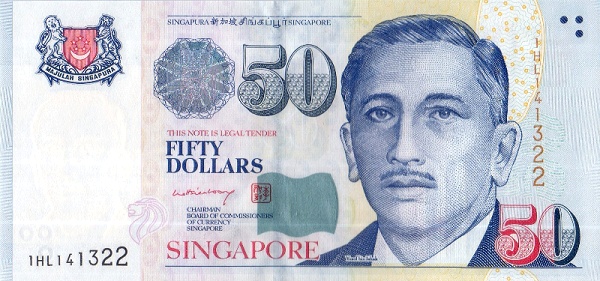 SINGAPURA 新加坡 சிங்கப்பூர் SINGAPORE
MAJULAH SINGAPURA
50
THIS NOTE IS LEGAL TENDER
FIFTY
DOLLARS
CHAIRMAN
BOARD OF COMMISSIONERS
OF CURRENCY
SINGAPORE
SINGAPORE
50
1HL141322
1HL141322